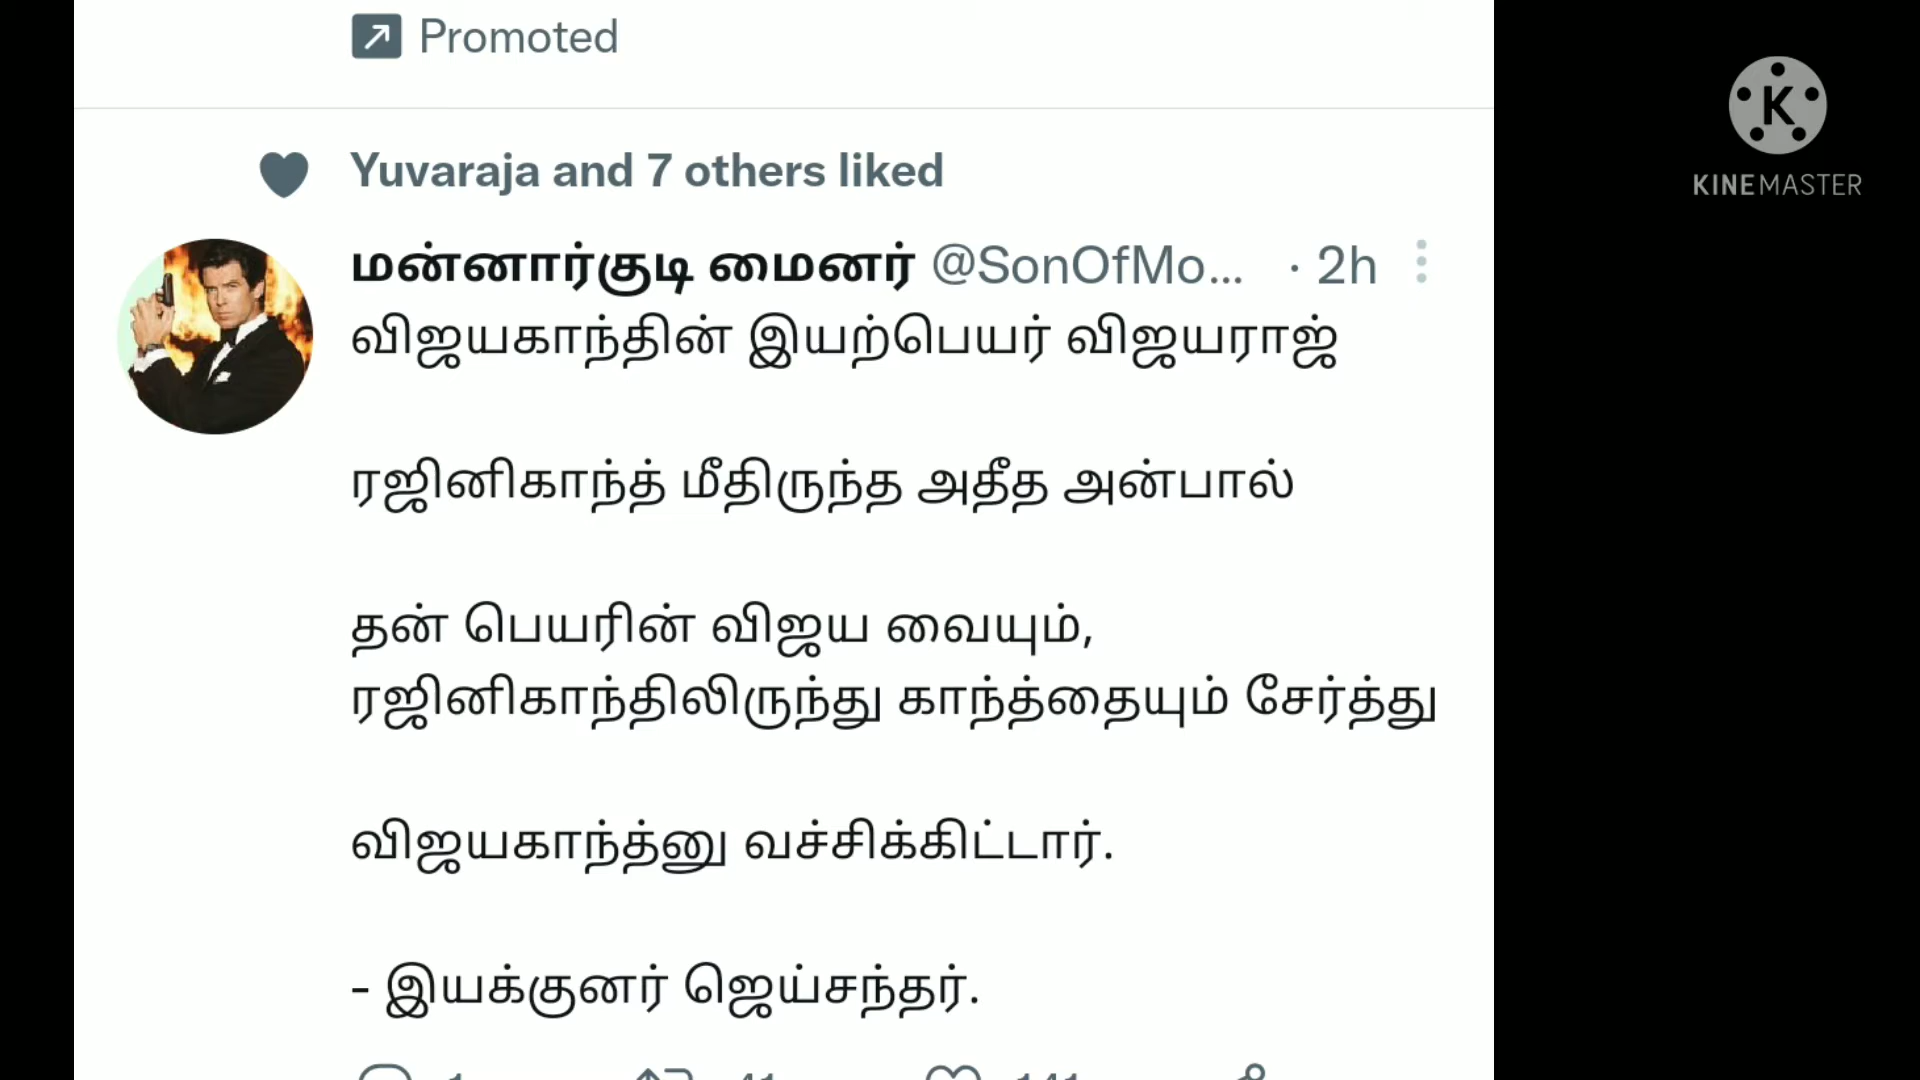 Promoted
Yuvaraja and 7 others liked
மன்னார்குடி மைனர் @SonOfMo... · 2h
விஜயகாந்தின் இயற்பெயர் விஜயராஜ்
ரஜினிகாந்த் மீதிருந்த அதீத அன்பால்
தன் பெயரின் விஜய வையும்,
ரஜினிகாந்திலிருந்து காந்த்தையும் சேர்த்து
விஜயகாந்த்னு வச்சிக்கிட்டார்.
- இயக்குனர் ஜெய்சந்தர்.
K
KINEMASTER